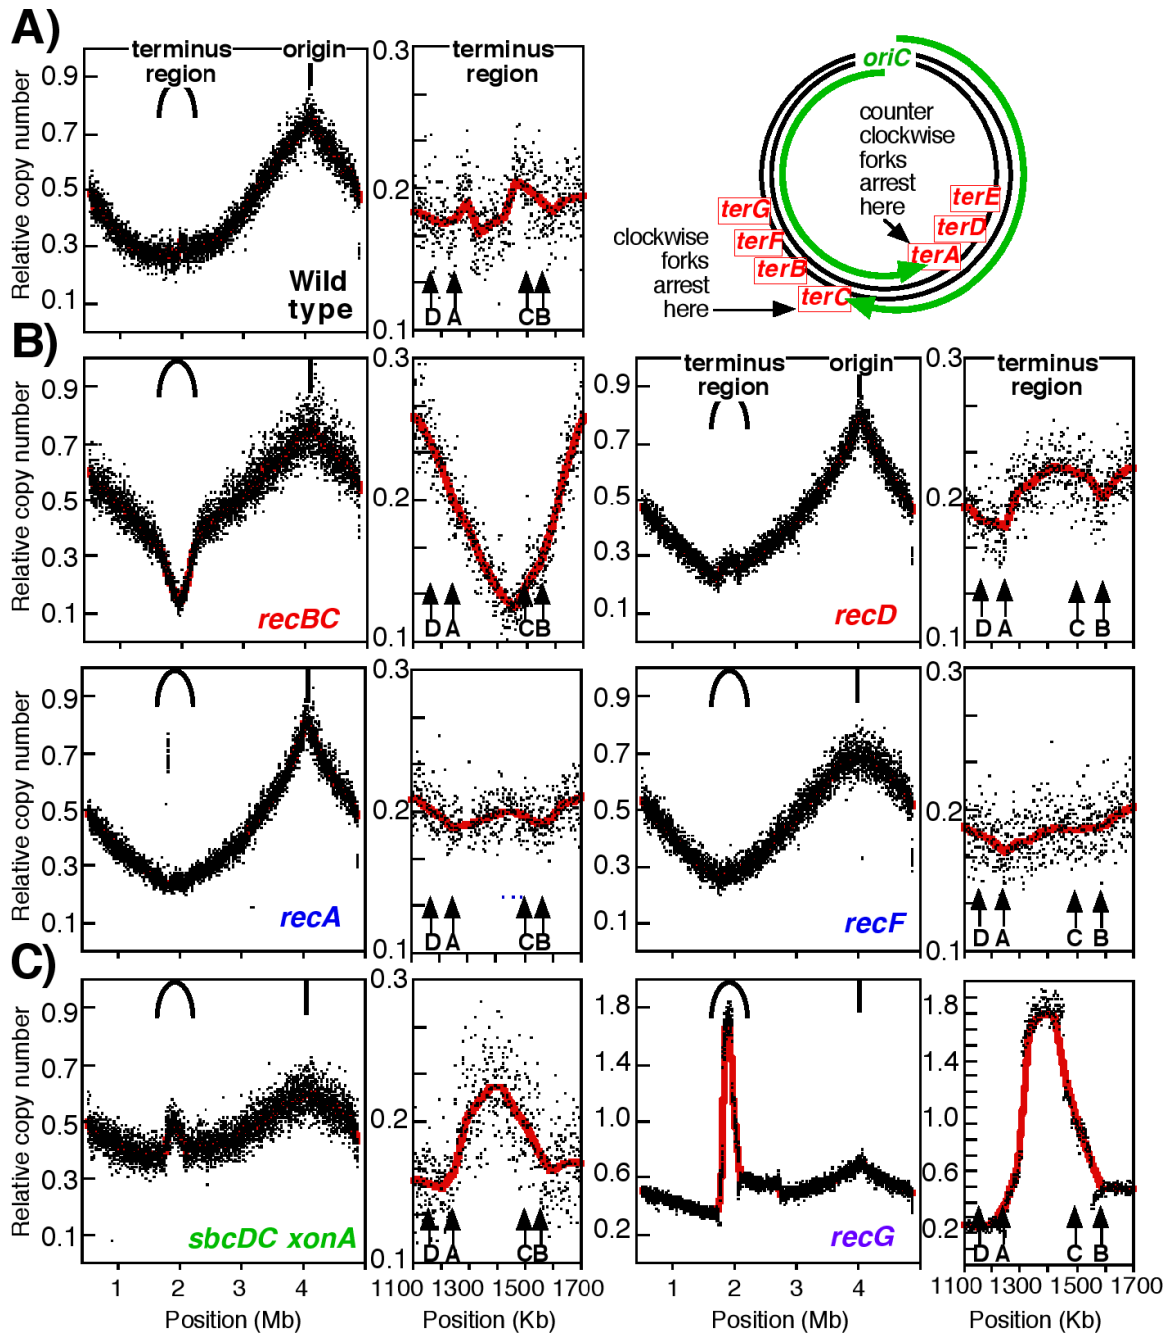 A)
terminus
region
origin
0.9
0.7
0.5
0.3
0.1
Relative copy number
Wild
type
0.3
terminus
region
0.2
0.1
D A C B
oriC
counter
clockwise
forks
arrest
here
terE
terD
terA
terG
terF
terB
terC
clockwise
forks
arrest
here
B)
0.9
0.7
0.5
0.3
0.1
Relative copy number
recBC
0.3
0.2
0.1
D A C B
terminus
region
origin
0.9
0.7
0.5
0.3
0.1
recD
0.3
terminus
region
0.2
0.1
D A C B
0.9
0.7
0.5
0.3
0.1
Relative copy number
recA
0.3
0.2
0.1
D A C B
0.9
0.7
0.5
0.3
0.1
recF
0.3
0.2
0.1
D A C B
C)
0.9
0.7
0.5
0.3
0.1
Relative copy number
sbcDC xonA
1 2 3 4
Position (Mb)
0.3
0.2
0.1
D A C B
1100 1300 1500 1700
Position (Kb)
1.8
1.4
1.0
0.6
0.2
recG
1 2 3 4
Position (Mb)
1.8
1.4
1.0
0.6
0.2
D A C B
1100 1300 1500 1700
Position (Kb)